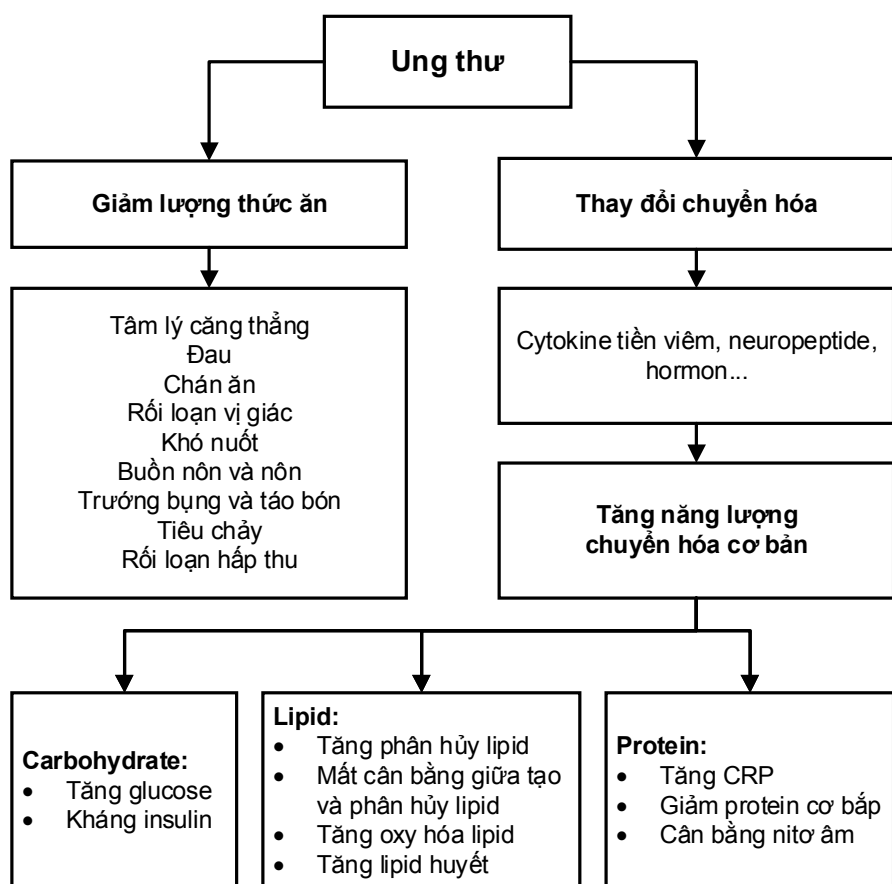 Ung thư
Giảm lượng thức ăn
Thay đổi chuyển hóa
Tâm lý căng thẳng
Đau
Chán ăn
Rối loạn vị giác
Khó nuốt
Buồn nôn và nôn
Trướng bụng và táo bón
Tiêu chảy
Rối loạn hấp thu
Cytokine tiền viêm, neuropeptide,
hormon...
Tăng năng lượng
chuyển hóa cơ bản
Carbohydrate:
• Tăng glucose
• Kháng insulin
Lipid:
• Tăng phân hủy lipid
• Mất cân bằng giữa tạo
và phân hủy lipid
• Tăng oxy hóa lipid
• Tăng lipid huyết
Protein:
• Tăng CRP
• Giảm protein cơ bắp
• Cân bằng nitơ âm